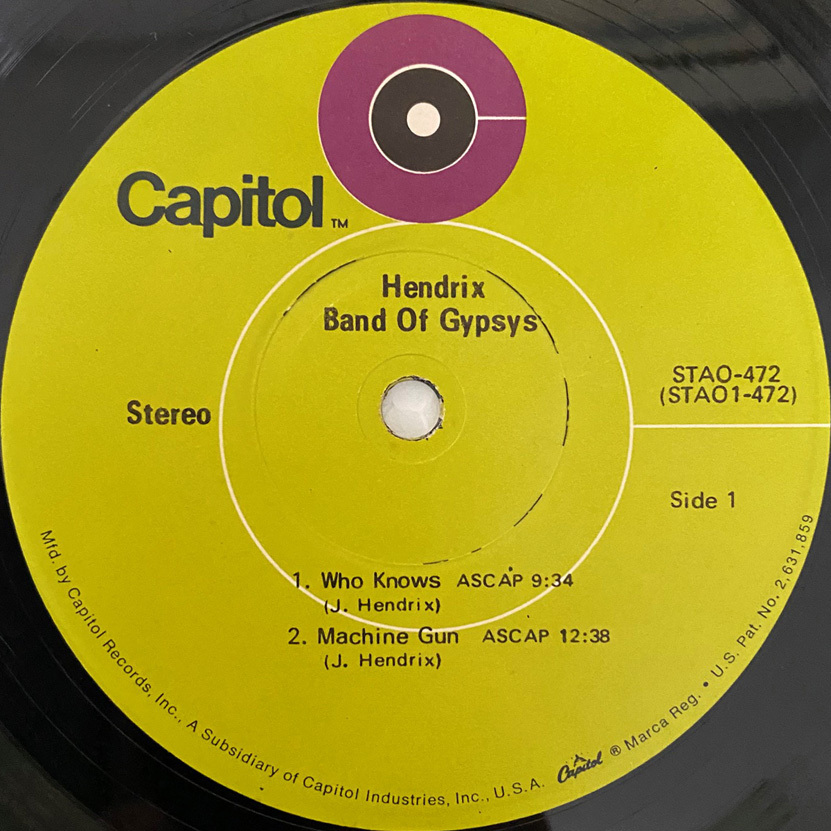 Capitol™
Hendrix
Band Of Gypsys
STAO-472
(STAO1-472)
Stereo
Side 1
1. Who Knows ASCAP 9:34
(J. Hendrix)
2. Machine Gun ASCAP 12:38
(J. Hendrix)
Mfd. by Capitol Records, Inc., A Subsidiary of Capitol Industries, Inc., U.S.A. Capitol ® Marca Reg. • U.S. Pat. No. 2,631,859